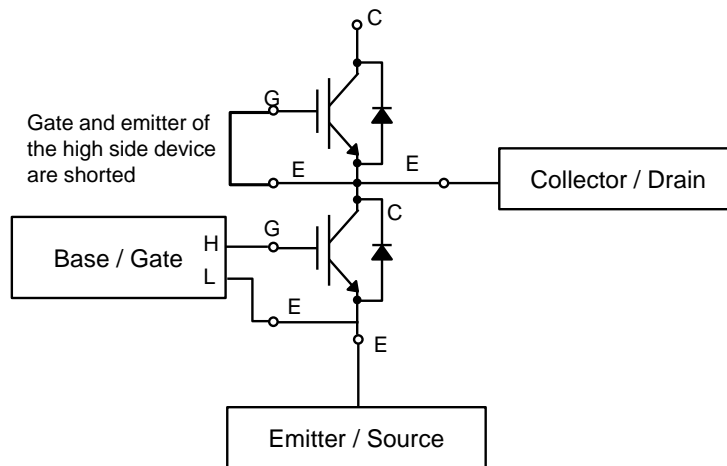 C
G
Gate and emitter of
the high side device
are shorted
E
E
Collector / Drain
C
H
G
Base / Gate
L
E
E
Emitter / Source